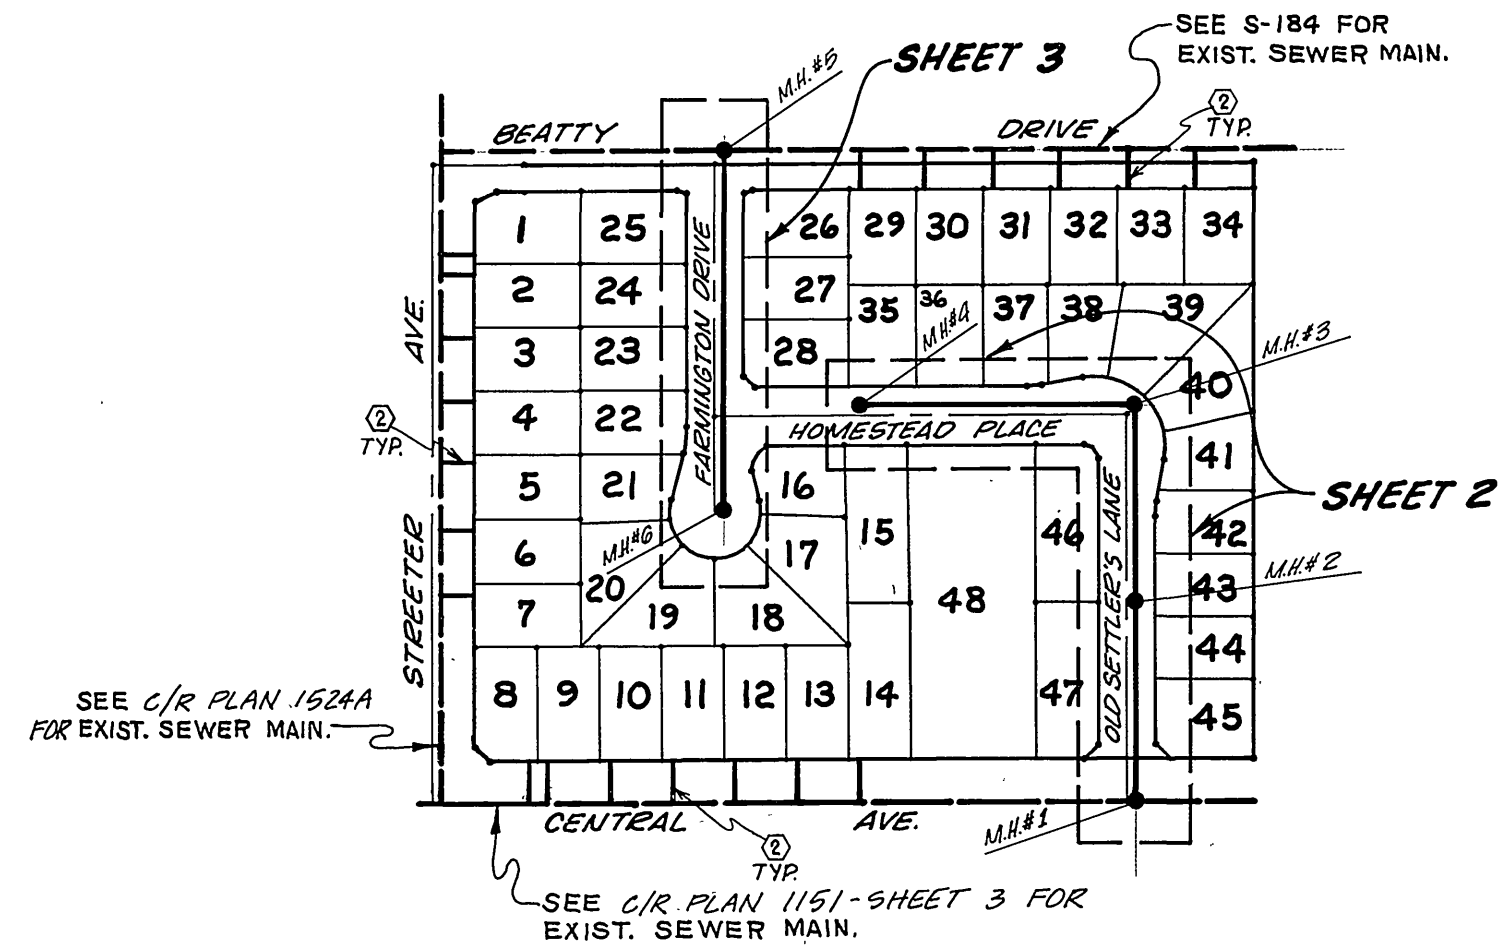 SEE S-184 FOR
EXIST. SEWER MAIN.
SHEET 3
M.H.#5
2
TYP.
BEATTY DRIVE
1 25 26 29 30 31 32 33 34
2 24 27
35 36 37 38 39
M.H.#4
M.H.#3
AVE.
FARMINGTON DRIVE
3 23 28
40
4 22
2
TYP.
HOMESTEAD PLACE
41
5 21 16
SHEET 2
STREETER
6 M.H.#6 17 15 46 42
OLD SETTLER'S LANE
M.H.#2
20 48 43
7 19 18
44
8 9 10 11 12 13 14 47 45
SEE C/R PLAN 1524A
FOR EXIST. SEWER MAIN.
CENTRAL AVE.
M.H.#1
2
TYP.
SEE C/R PLAN 1151-SHEET 3 FOR
EXIST. SEWER MAIN.